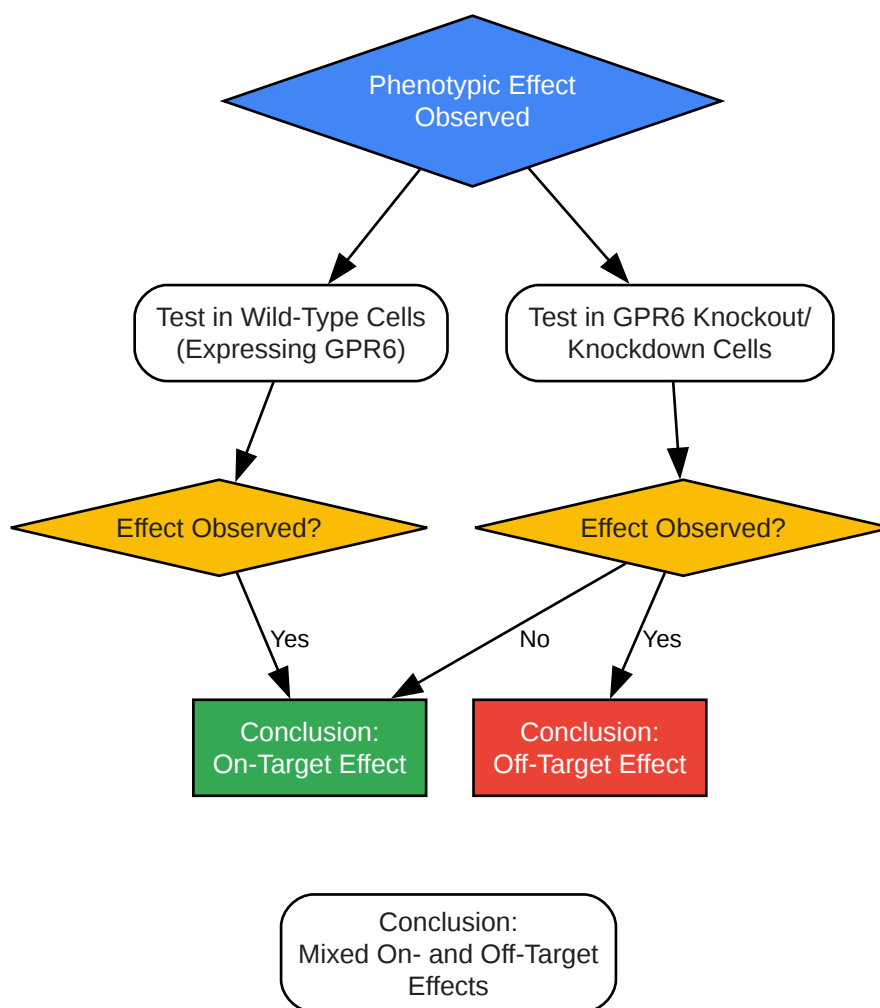 Phenotypic Effect
Observed
Test in Wild-Type Cells
(Expressing GPR6)
Test in GPR6 Knockout/
Knockdown Cells
Effect Observed?
Effect Observed?
Yes
No
Yes
Conclusion:
On-Target Effect
Conclusion:
Off-Target Effect
Conclusion:
Mixed On- and Off-Target
Effects